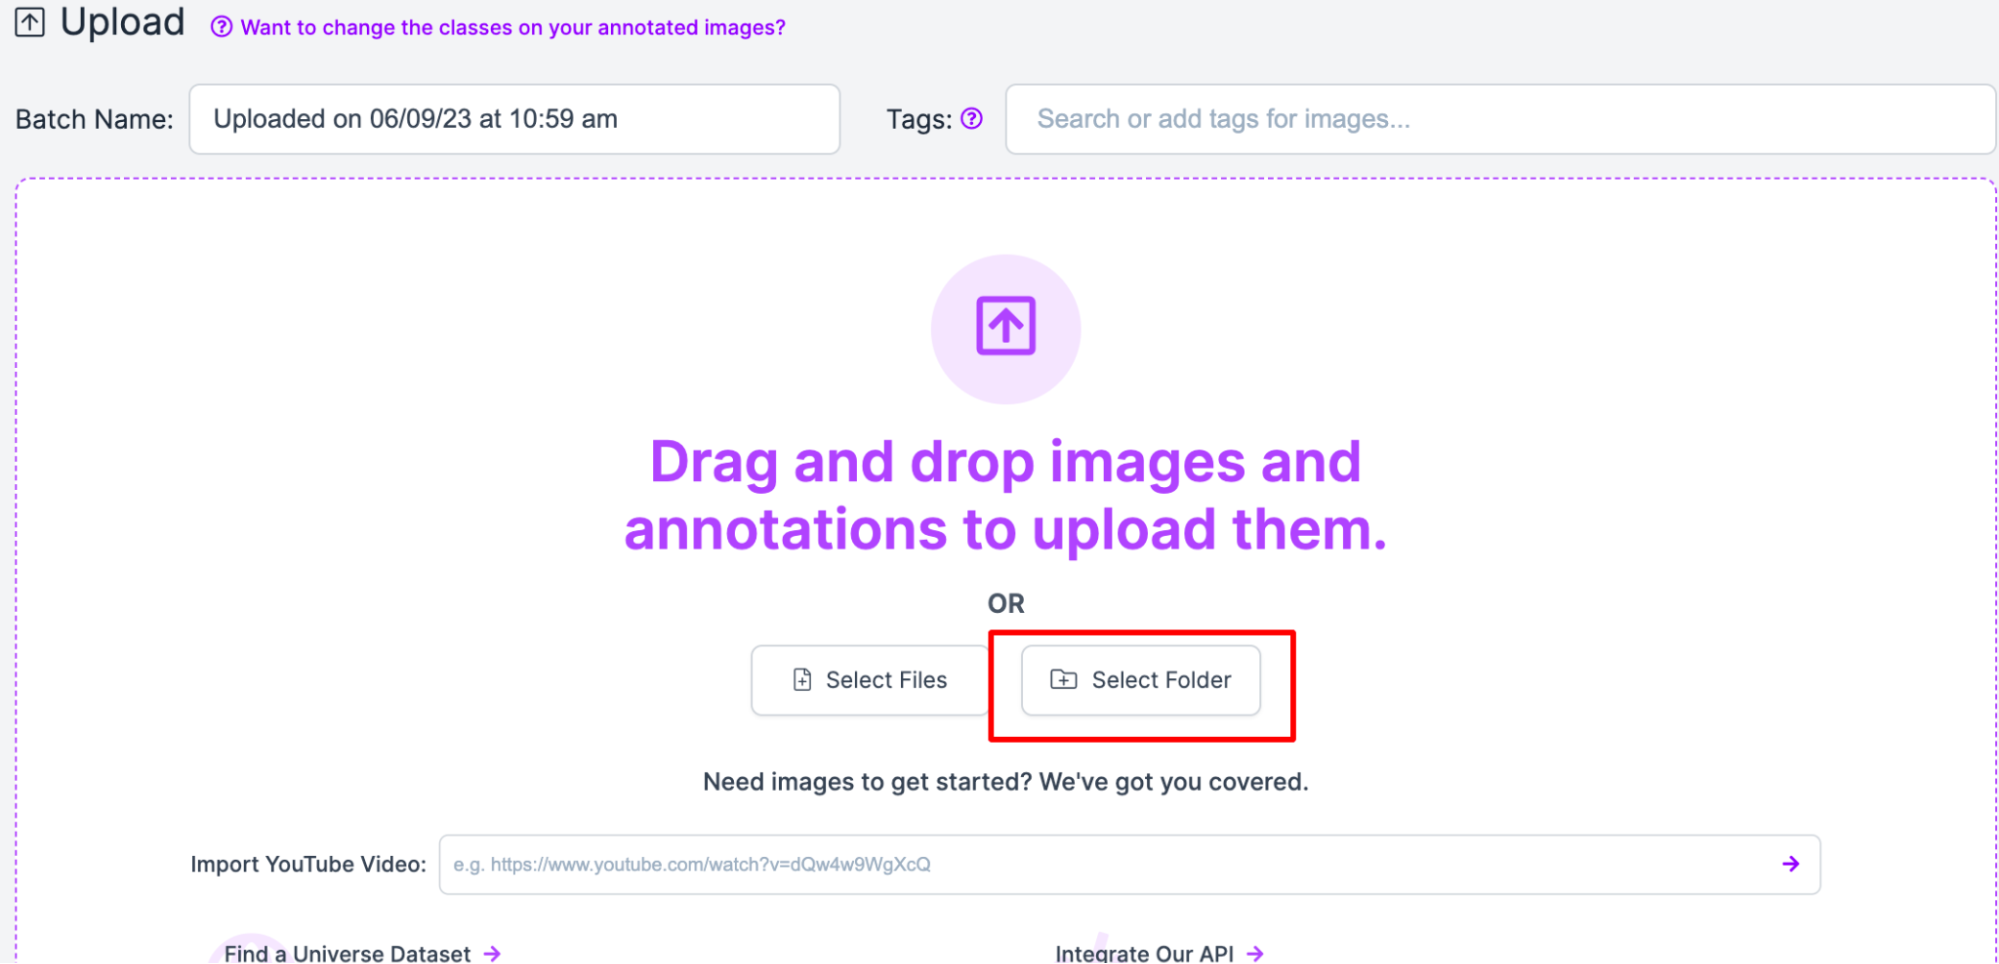 Upload
Want to change the classes on your annotated images?
Batch Name:
Uploaded on 06/09/23 at 10:59 am
Tags:
Search or add tags for images...
Drag and drop images and
annotations to upload them.
OR
Select Files
Select Folder
Need images to get started? We've got you covered.
Import YouTube Video:
e.g. https://www.youtube.com/watch?v=dQw4w9WgXcQ
Find a Universe Dataset
Integrate Our API